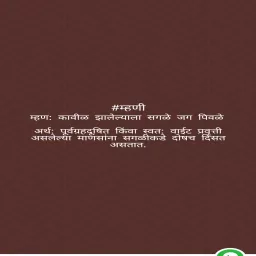 #म्हणी
म्हण: कावीळ झालेल्याला सगळे जग पिवळे
अर्थ: पूर्वग्रहदूषित किंवा स्वत: वाईट प्रवृत्ती
असलेल्या माणसांना सगळीकडे दोषच दिसत
असतात.